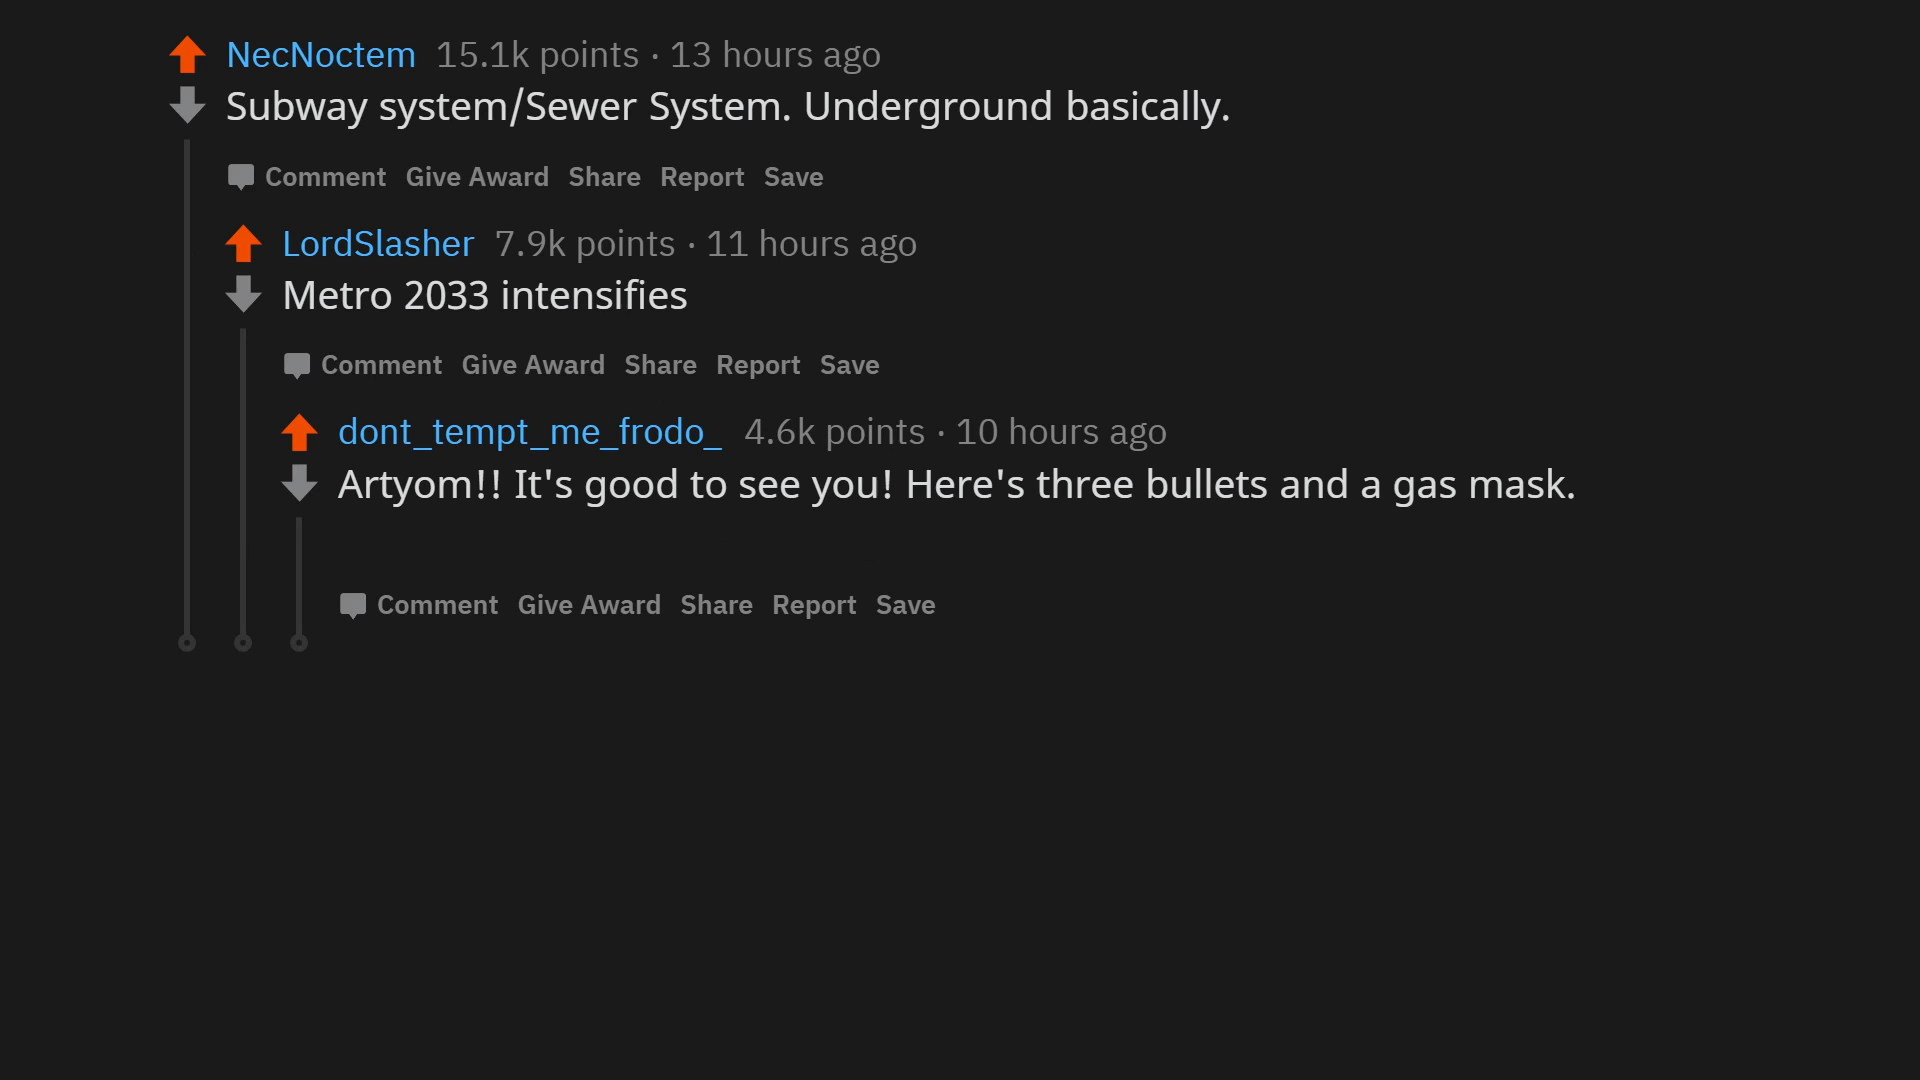 NecNoctem 15.1k points · 13 hours ago
Subway system/Sewer System. Underground basically.
Comment Give Award Share Report Save
LordSlasher 7.9k points · 11 hours ago
Metro 2033 intensifies
Comment Give Award Share Report Save
dont_tempt_me_frodo_ 4.6k points · 10 hours ago
Artyom!! It's good to see you! Here's three bullets and a gas mask.
Comment Give Award Share Report Save